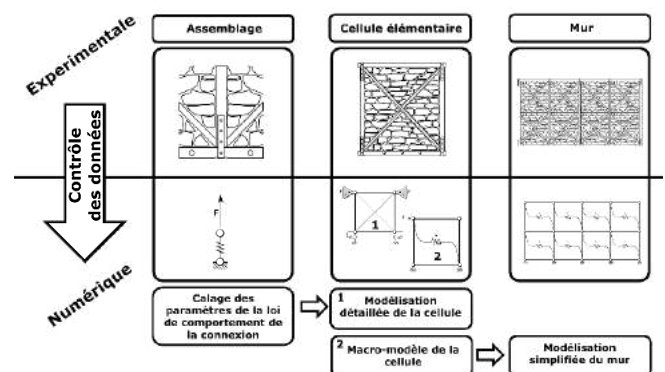 Experimentale
Assemblage
Cellule élémentaire
Mur
Contrôle
des données
F
1
2
Numérique
Calage des
paramètres de la loi
de comportement de
la connexion
1 Modélisation
détaillée de la cellule
2 Macro-modèle de la
cellule
Modélisation
simplifiée du mur